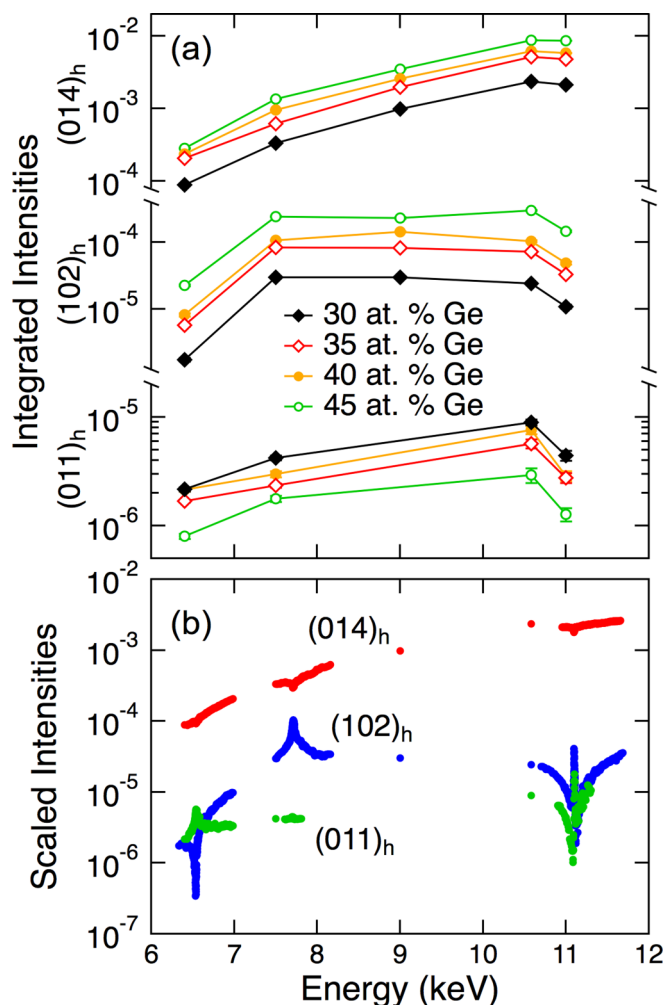 (a)
Integrated Intensities
(014)h
(102)h
(011)h
10-2
10-3
10-4
10-4
10-5
10-5
10-6
30 at. % Ge
35 at. % Ge
40 at. % Ge
45 at. % Ge
(b)
Scaled Intensities
10-2
10-3
10-4
10-5
10-6
10-7
(014)h
(102)h
(011)h
6 7 8 9 10 11 12
Energy (keV)